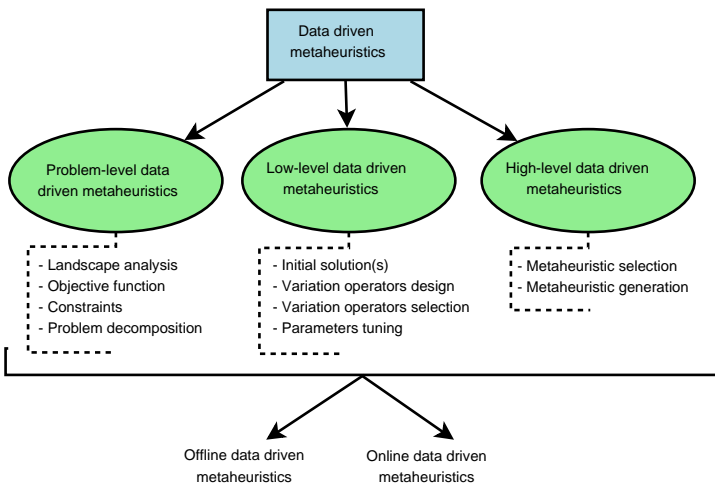 Data driven
metaheuristics
Problem-level data
driven metaheuristics
Low-level data driven
metaheuristics
High-level data driven
metaheuristics
- Landscape analysis
- Objective function
- Constraints
- Problem decomposition
- Initial solution(s)
- Variation operators design
- Variation operators selection
- Parameters tuning
- Metaheuristic selection
- Metaheuristic generation
Offline data driven
metaheuristics
Online data driven
metaheuristics